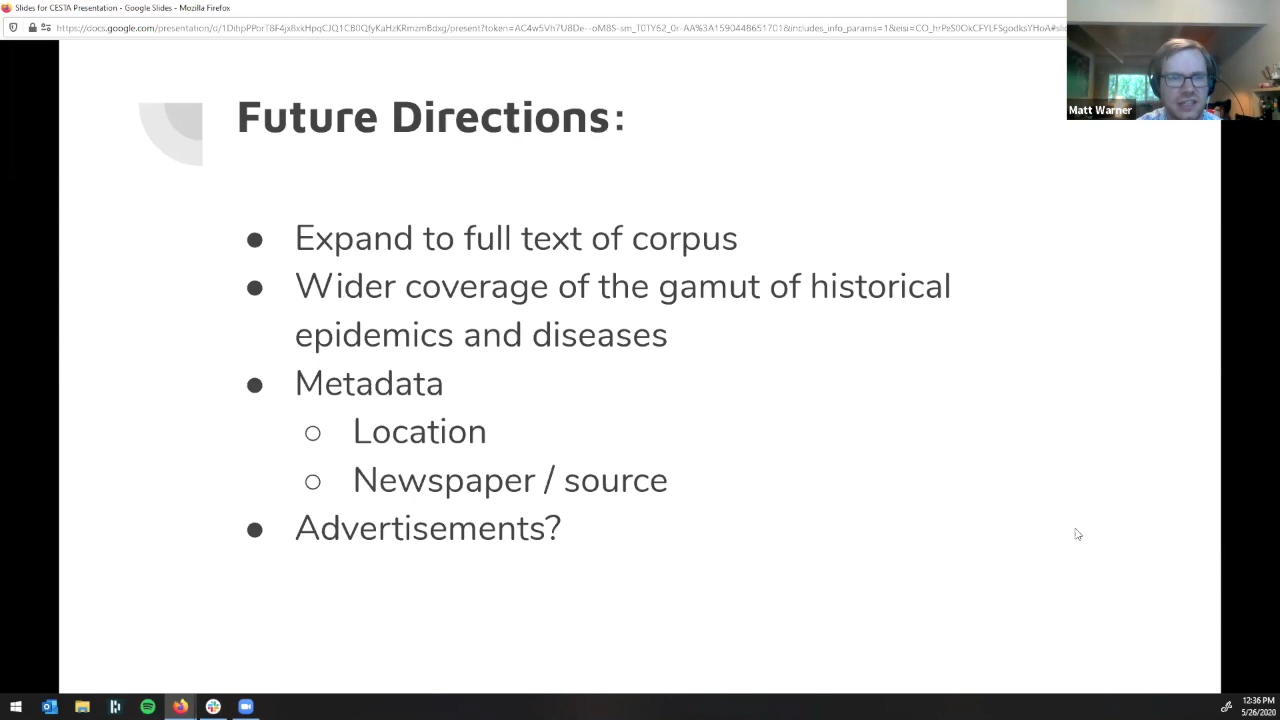 Slides for CESTA Presentation - Google Slides - Mozilla Firefox
Matt Warner
Future Directions:
● Expand to full text of corpus
● Wider coverage of the gamut of historical
epidemics and diseases
● Metadata
○ Location
○ Newspaper / source
● Advertisements?
12:36 PM
5/26/2020